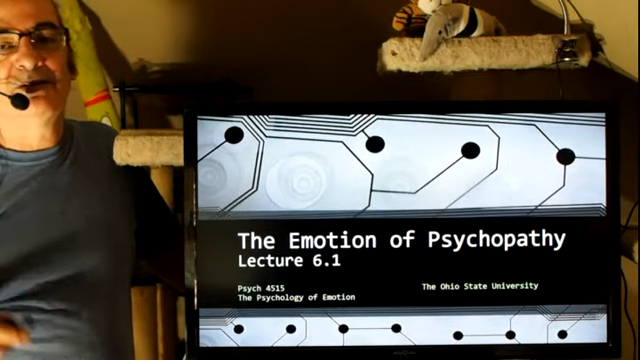 The Emotion of Psychopathy
Lecture 6.1
Psych 4515
The Psychology of Emotion
The Ohio State University